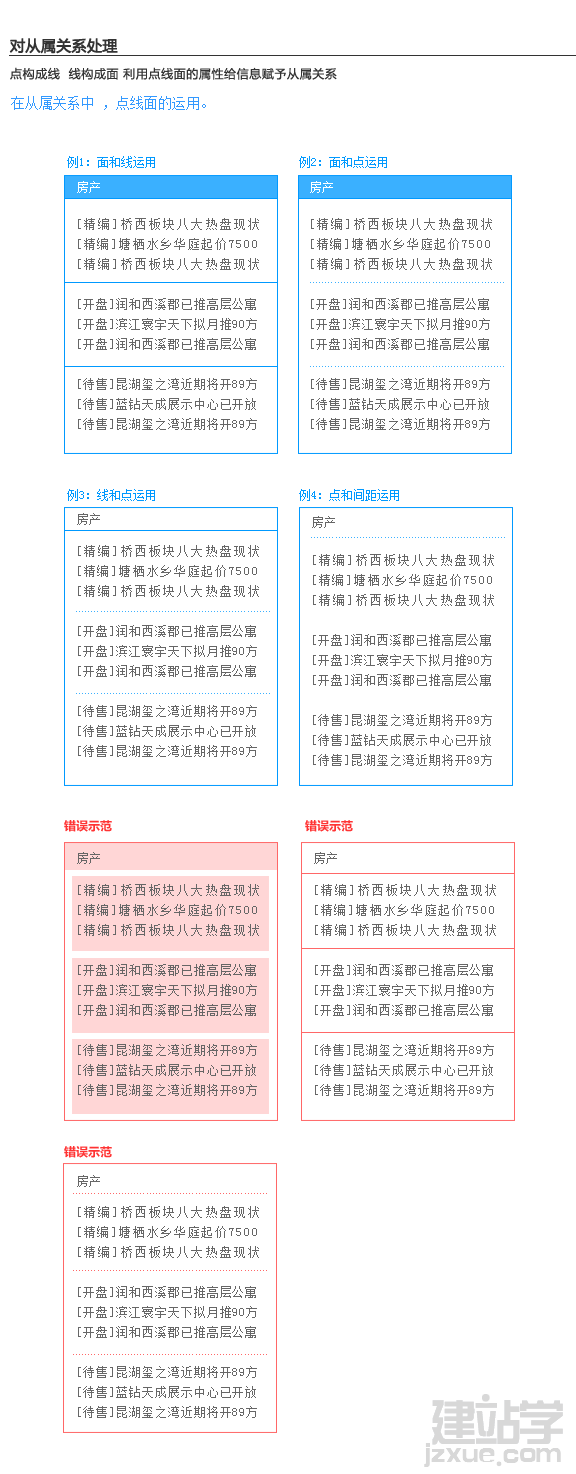 对从属关系处理
点构成线 线构成面 利用点线面的属性给信息赋予从属关系
在从属关系中 ，点线面的运用。
例1：面和线运用
房产
[精编]桥西板块八大热盘现状
[精编]塘栖水乡华庭起价7500
[精编]桥西板块八大热盘现状
[开盘]润和西溪郡已推高层公寓
[开盘]滨江寰宇天下拟月推90方
[开盘]润和西溪郡已推高层公寓
[待售]昆湖玺之湾近期将开89方
[待售]蓝钻天成展示中心已开放
[待售]昆湖玺之湾近期将开89方
例2：面和点运用
房产
[精编]桥西板块八大热盘现状
[精编]塘栖水乡华庭起价7500
[精编]桥西板块八大热盘现状
[开盘]润和西溪郡已推高层公寓
[开盘]滨江寰宇天下拟月推90方
[开盘]润和西溪郡已推高层公寓
[待售]昆湖玺之湾近期将开89方
[待售]蓝钻天成展示中心已开放
[待售]昆湖玺之湾近期将开89方
例3：线和点运用
房产
[精编]桥西板块八大热盘现状
[精编]塘栖水乡华庭起价7500
[精编]桥西板块八大热盘现状
[开盘]润和西溪郡已推高层公寓
[开盘]滨江寰宇天下拟月推90方
[开盘]润和西溪郡已推高层公寓
[待售]昆湖玺之湾近期将开89方
[待售]蓝钻天成展示中心已开放
[待售]昆湖玺之湾近期将开89方
例4：点和间距运用
房产
[精编]桥西板块八大热盘现状
[精编]塘栖水乡华庭起价7500
[精编]桥西板块八大热盘现状
[开盘]润和西溪郡已推高层公寓
[开盘]滨江寰宇天下拟月推90方
[开盘]润和西溪郡已推高层公寓
[待售]昆湖玺之湾近期将开89方
[待售]蓝钻天成展示中心已开放
[待售]昆湖玺之湾近期将开89方
错误示范
房产
[精编]桥西板块八大热盘现状
[精编]塘栖水乡华庭起价7500
[精编]桥西板块八大热盘现状
[开盘]润和西溪郡已推高层公寓
[开盘]滨江寰宇天下拟月推90方
[开盘]润和西溪郡已推高层公寓
[待售]昆湖玺之湾近期将开89方
[待售]蓝钻天成展示中心已开放
[待售]昆湖玺之湾近期将开89方
错误示范
房产
[精编]桥西板块八大热盘现状
[精编]塘栖水乡华庭起价7500
[精编]桥西板块八大热盘现状
[开盘]润和西溪郡已推高层公寓
[开盘]滨江寰宇天下拟月推90方
[开盘]润和西溪郡已推高层公寓
[待售]昆湖玺之湾近期将开89方
[待售]蓝钻天成展示中心已开放
[待售]昆湖玺之湾近期将开89方
错误示范
房产
[精编]桥西板块八大热盘现状
[精编]塘栖水乡华庭起价7500
[精编]桥西板块八大热盘现状
[开盘]润和西溪郡已推高层公寓
[开盘]滨江寰宇天下拟月推90方
[开盘]润和西溪郡已推高层公寓
[待售]昆湖玺之湾近期将开89方
[待售]蓝钻天成展示中心已开放
[待售]昆湖玺之湾近期将开89方
建站学
jzxue.com